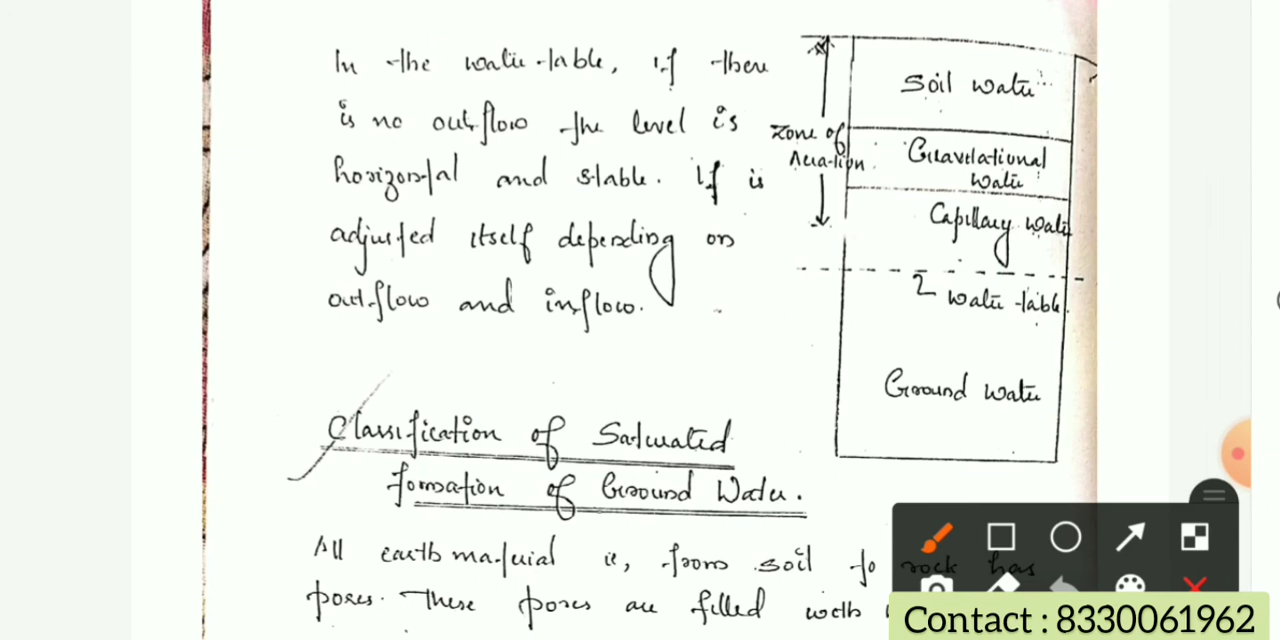 In the water-table, if there
is no outflow the level is
horizontal and stable. If is
adjusted itself depending on
outflow and inflow.
Soil water
Zone of
Aeration
Gravelational
water
Capillary water
water table
Ground water
Classification of Saturated
formation of Ground Water.
All earth material is, from soil to rock has
pores. These pores are filled with
Contact : 8330061962